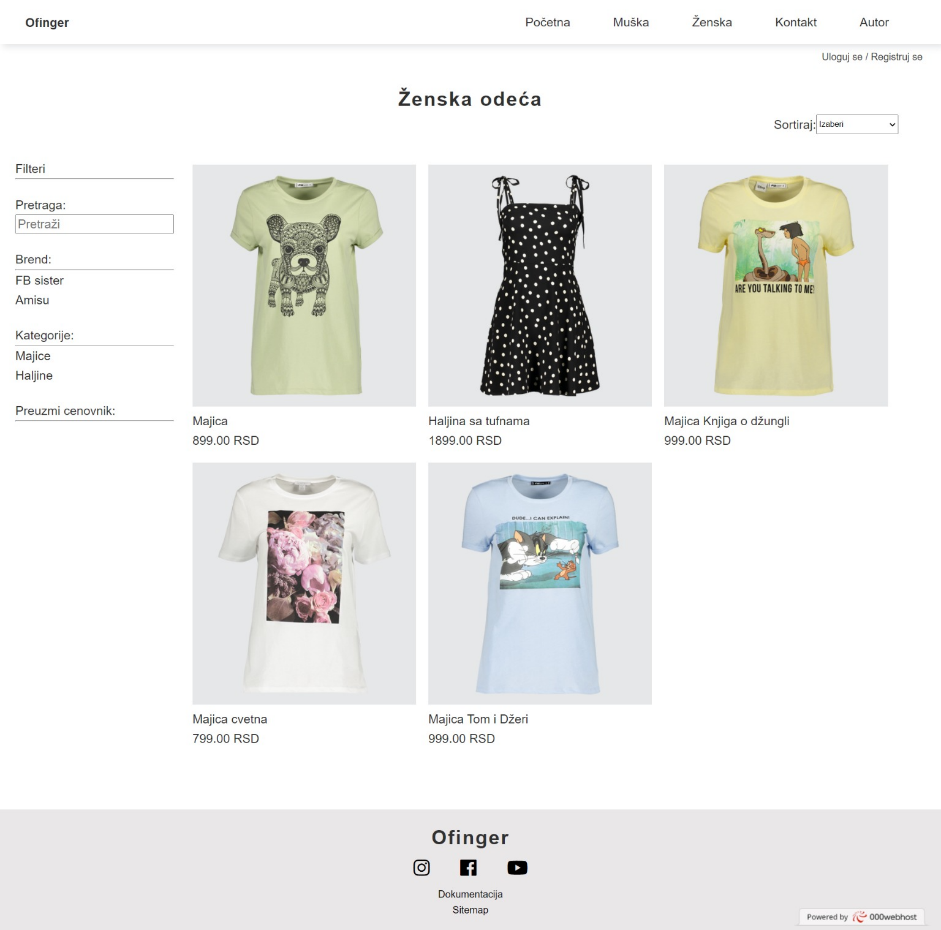 Ofinger
Početna
Muška
Ženska
Kontakt
Autor
Uloguj se / Registruj se
Ženska odeća
Sortiraj:
Izaberi
Filteri
Pretraga:
Pretraži
Brend:
FB sister
Amisu
Kategorije:
Majice
Haljine
Preuzmi cenovnik:
ARE YOU TALKING TO ME?
Majica
899.00 RSD
Haljina sa tufnama
1899.00 RSD
Majica Knjiga o džungli
999.00 RSD
DUDE...I CAN EXPLAIN!
Majica cvetna
799.00 RSD
Majica Tom i Džeri
999.00 RSD
Ofinger
Dokumentacija
Sitemap
Powered by 000webhost